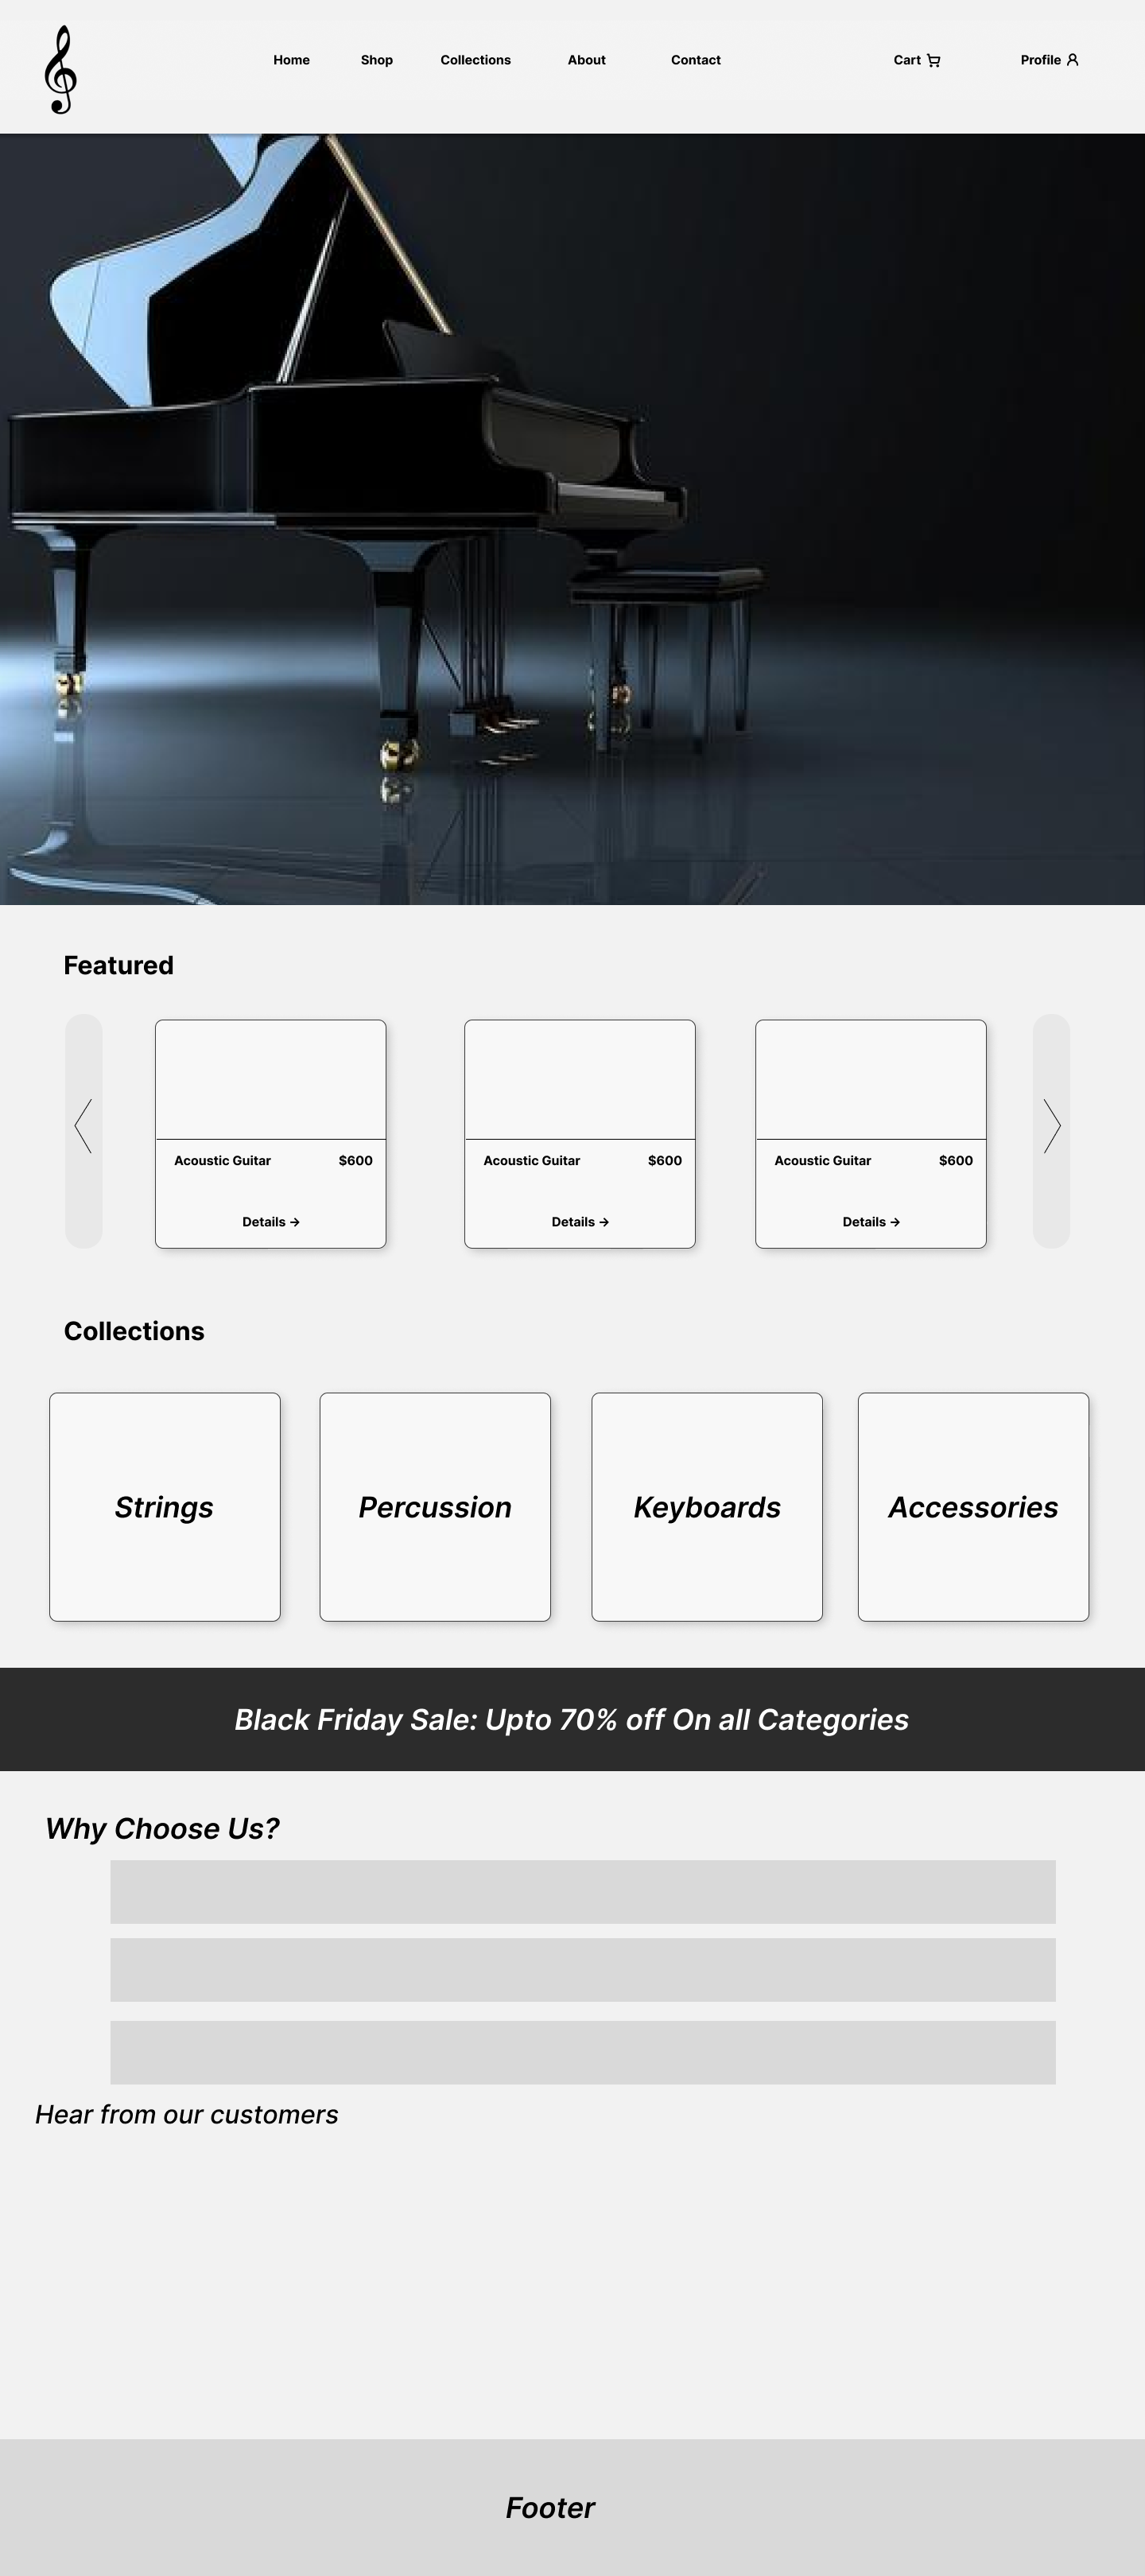 Home Shop Collections About Contact Cart Profile
Featured
Acoustic Guitar $600 Acoustic Guitar $600 Acoustic Guitar $600
Details → Details → Details →
Collections
Strings Percussion Keyboards Accessories
Black Friday Sale: Upto 70% off On all Categories
Why Choose Us?
Hear from our customers
Footer